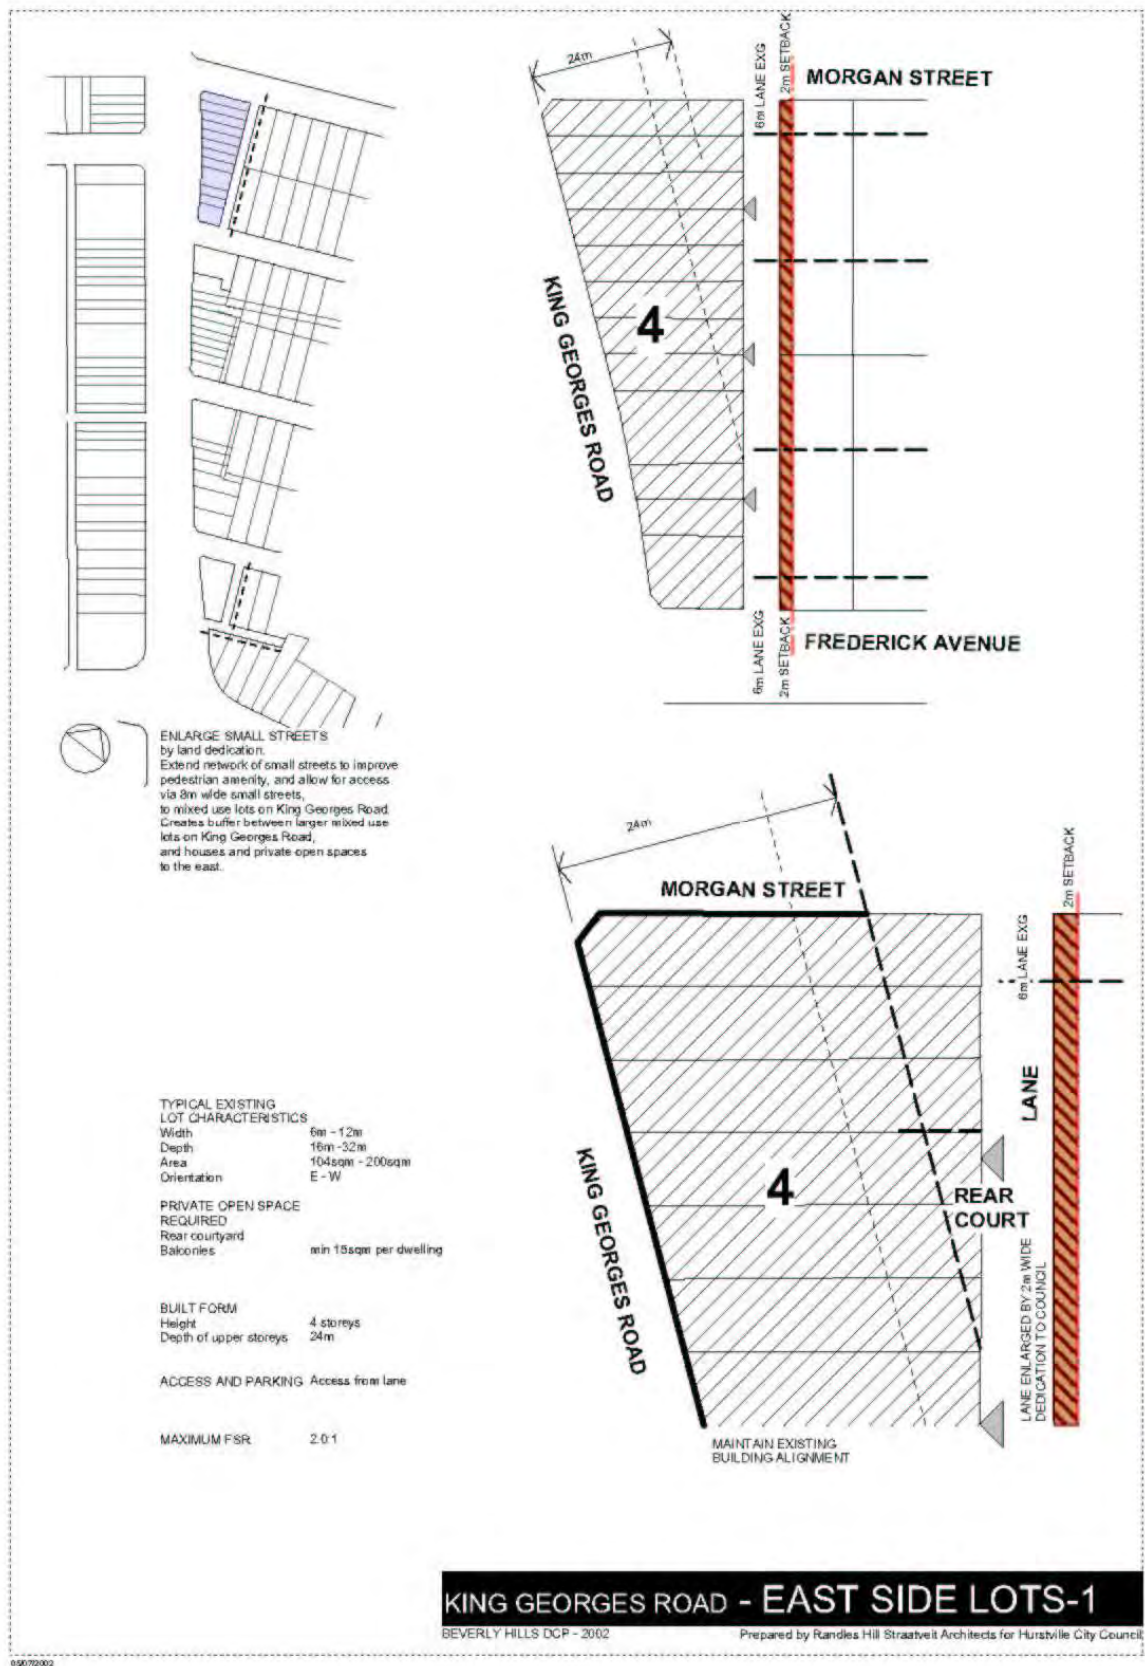 24m
6m LANE EXG
2m SETBACK
MORGAN STREET
KING GEORGES ROAD
4
6m LANE EXG
2m SETBACK
FREDERICK AVENUE
ENLARGE SMALL STREETS
by land dedication.
Extend network of small streets to improve
pedestrian amenity, and allow for access
via 8m wide small streets,
to mixed use lots on King Georges Road.
Creates buffer between larger mixed use
lots on King Georges Road,
and houses and private open spaces
to the east.
24m
MORGAN STREET
2m SETBACK
6m LANE EXG
LANE
KING GEORGES ROAD
4
REAR
COURT
LANE ENLARGED BY 2m WIDE
DEDICATION TO COUNCIL
MAINTAIN EXISTING
BUILDING ALIGNMENT
TYPICAL EXISTING
LOT CHARACTERISTICS
Width 6m - 12m
Depth 16m -32m
Area 104sqm - 200sqm
Orientation E - W
PRIVATE OPEN SPACE
REQUIRED
Rear courtyard
Balconies min 15sqm per dwelling
BUILT FORM
Height 4 storeys
Depth of upper storeys 24m
ACCESS AND PARKING Access from lane
MAXIMUM FSR 2.0:1
KING GEORGES ROAD - EAST SIDE LOTS-1
BEVERLY HILLS DCP - 2002 Prepared by Randles Hill Straatveit Architects for Hurstville City Council